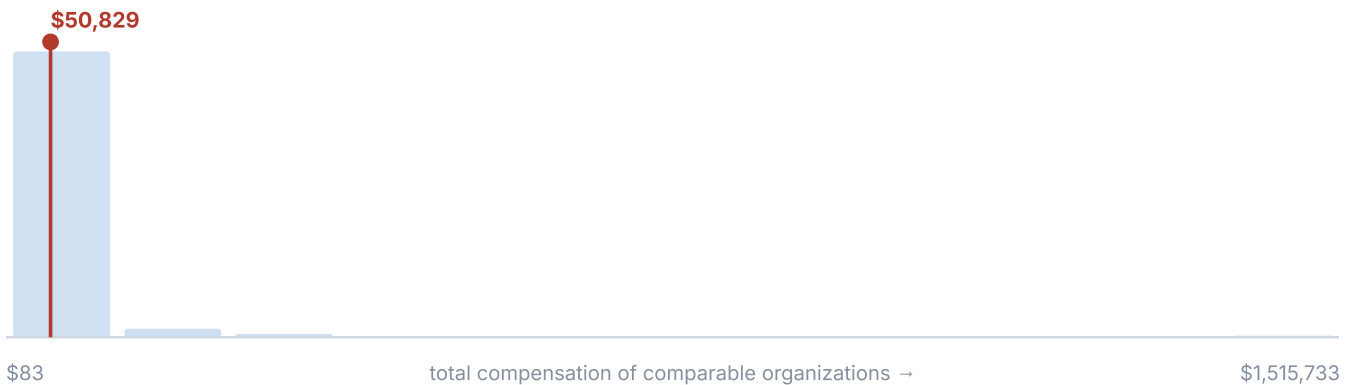 $50,829
$83 total compensation of comparable organizations → $1,515,733